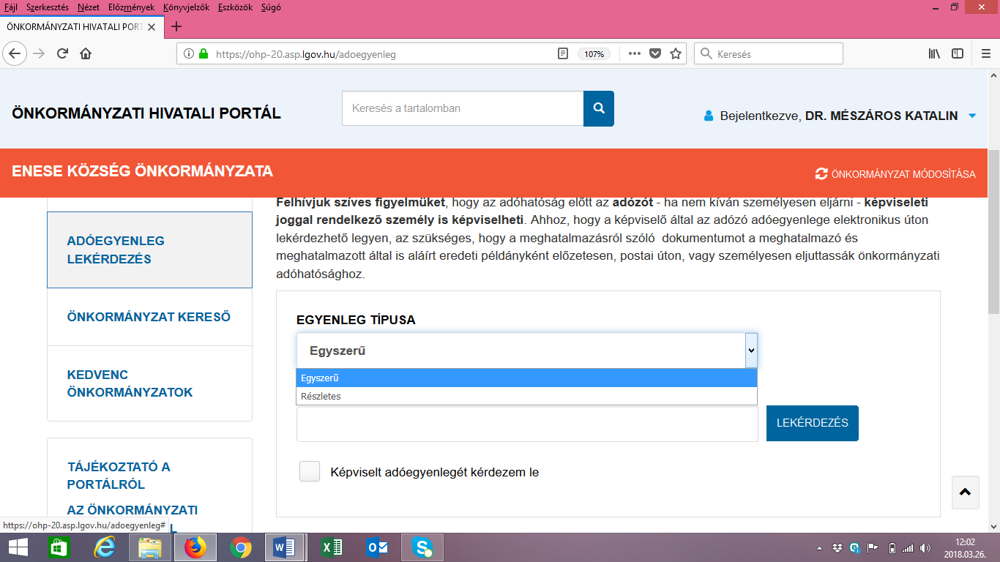 Fájl Szerkesztés Nézet Előzmények Könyvjelzők Eszközök Súgó
ÖNKORMÁNYZATI HIVATALI PORT
https://ohp-20.asp.lgov.hu/adoegyenleg
107%
Keresés
ÖNKORMÁNYZATI HIVATALI PORTÁL
Keresés a tartalomban
Bejelentkezve, DR. MÉSZÁROS KATALIN
ENESE KÖZSÉG ÖNKORMÁNYZATA
ÖNKORMÁNYZAT MÓDOSÍTÁSA
ADÓEGYENLEG
LEKÉRDEZÉS
ÖNKORMÁNYZAT KERESŐ
KEDVENC
ÖNKORMÁNYZATOK
TÁJÉKOZTATÓ A
PORTÁLRÓL
AZ ÖNKORMÁNYZATI
Felhívjuk szíves figyelmüket, hogy az adóhatóság előtt az adózót - ha nem kíván személyesen eljárni - képviseleti
joggal rendelkező személy is képviselheti. Ahhoz, hogy a képviselő által az adózó adóegyenlege elektronikus úton
lekérdezhető legyen, az szükséges, hogy a meghatalmazásról szóló dokumentumot a meghatalmazó és
meghatalmazott által is aláírt eredeti példányként előzetesen, postai úton, vagy személyesen eljuttassák önkormányzati
adóhatósághoz.
EGYENLEG TÍPUSA
Egyszerű
Egyszerű
Részletes
LEKÉRDEZÉS
Képviselt adóegyenlegét kérdezem le
https://ohp-20.asp.lgov.hu/adoegyenleg#
12:02
2018.03.26.